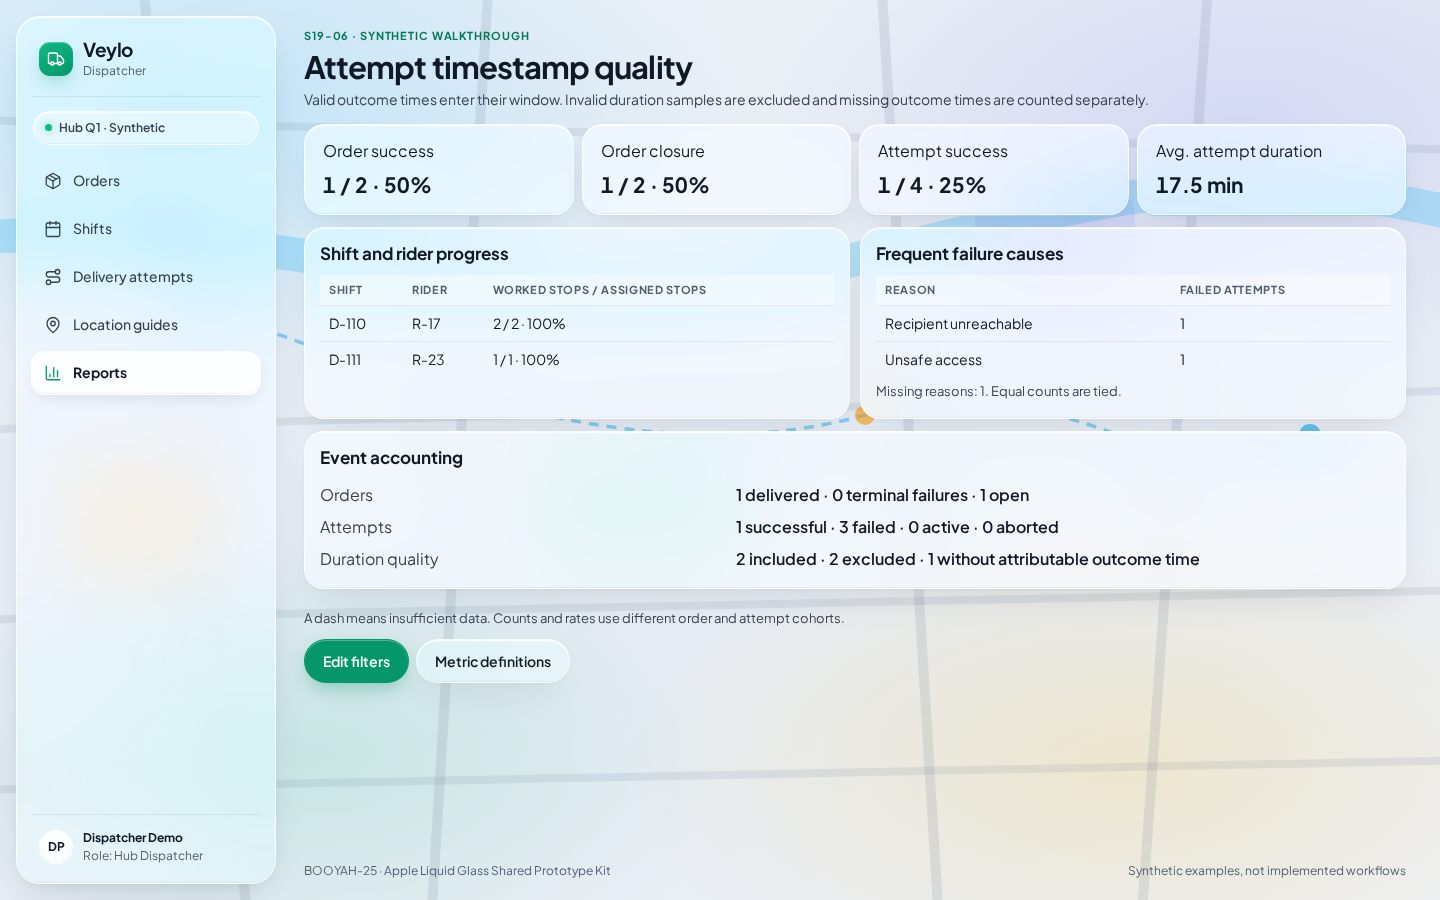 Veylo
Dispatcher
Hub Q1 · Synthetic
Orders
Shifts
Delivery attempts
Location guides
Reports
DP
Dispatcher Demo
Role: Hub Dispatcher
S19-06 · SYNTHETIC WALKTHROUGH
Attempt timestamp quality
Valid outcome times enter their window. Invalid duration samples are excluded and missing outcome times are counted separately.
Order success
1 / 2 · 50%
Order closure
1 / 2 · 50%
Attempt success
1 / 4 · 25%
Avg. attempt duration
17.5 min
Shift and rider progress
SHIFT RIDER WORKED STOPS / ASSIGNED STOPS
D-110 R-17 2 / 2 · 100%
D-111 R-23 1 / 1 · 100%
Frequent failure causes
REASON FAILED ATTEMPTS
Recipient unreachable 1
Unsafe access 1
Missing reasons: 1. Equal counts are tied.
Event accounting
Orders 1 delivered · 0 terminal failures · 1 open
Attempts 1 successful · 3 failed · 0 active · 0 aborted
Duration quality 2 included · 2 excluded · 1 without attributable outcome time
A dash means insufficient data. Counts and rates use different order and attempt cohorts.
Edit filters
Metric definitions
BOOYAH-25 · Apple Liquid Glass Shared Prototype Kit
Synthetic examples, not implemented workflows